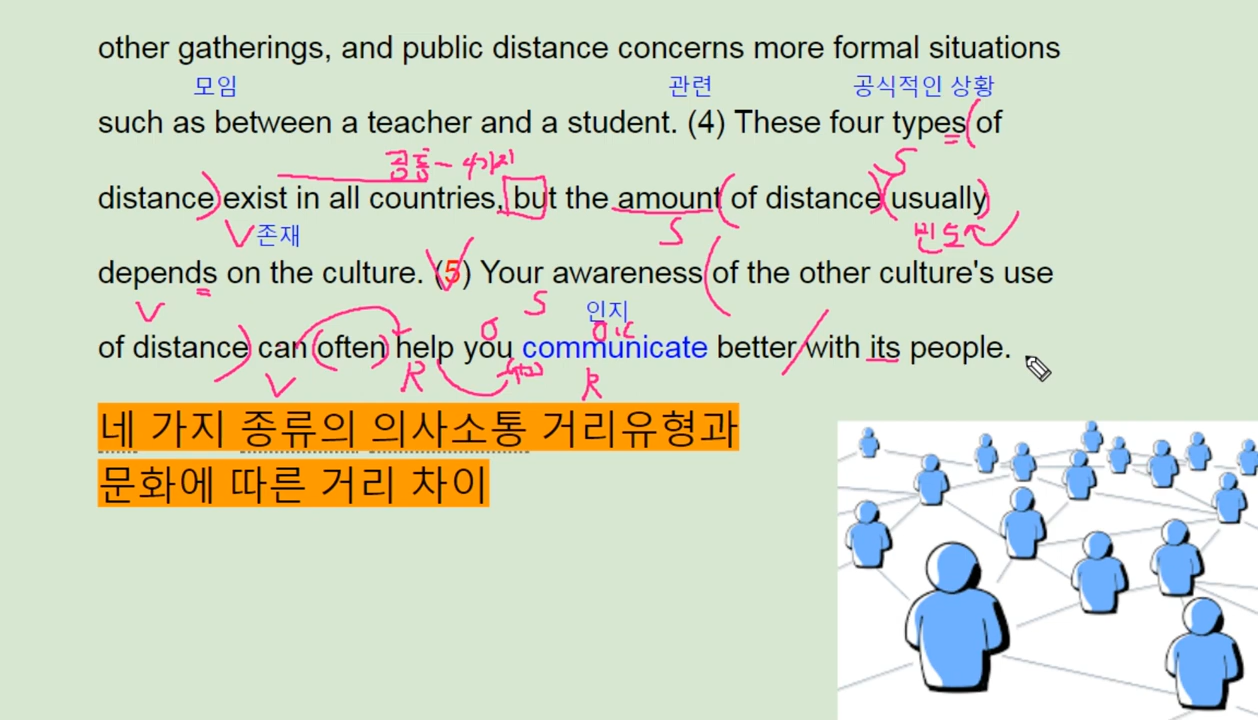 other gatherings, and public distance concerns more formal situations
모임 관련 공식적인 상황
such as between a teacher and a student. (4) These four types of
공통~ 4가지 S
distance exist in all countries, but the amount of distance usually
V 존재 S 빈도
depends on the culture. (5) Your awareness of the other culture's use
V S 인지
O O.C
of distance can often help you communicate better with its people.
V R (to) R
네 가지 종류의 의사소통 거리유형과
문화에 따른 거리 차이